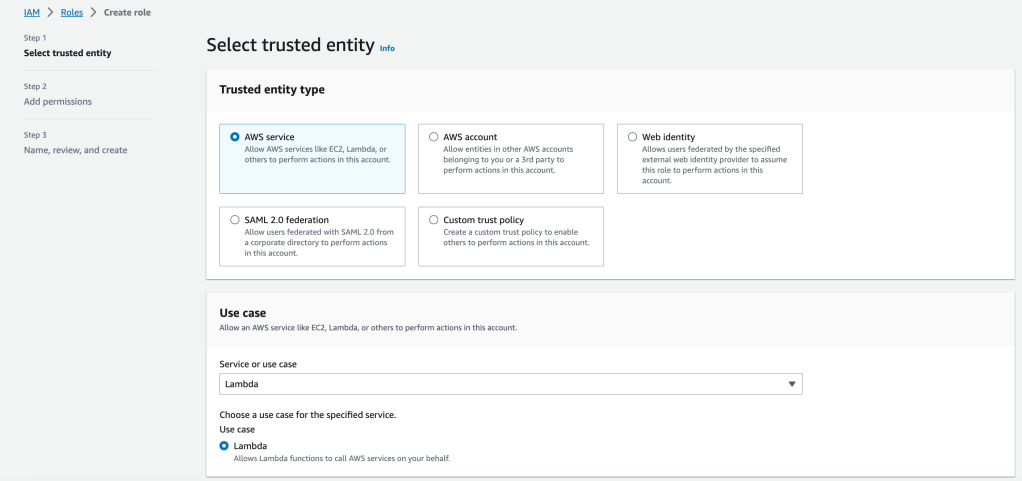 IAM > Roles > Create role
Step 1
Select trusted entity
Step 2
Add permissions
Step 3
Name, review, and create
Select trusted entity Info
Trusted entity type
AWS service
Allow AWS services like EC2, Lambda, or
others to perform actions in this account.
AWS account
Allow entities in other AWS accounts
belonging to you or a 3rd party to
perform actions in this account.
Web identity
Allows users federated by the specified
external web identity provider to assume
this role to perform actions in this
account.
SAML 2.0 federation
Allow users federated with SAML 2.0 from
a corporate directory to perform actions
in this account.
Custom trust policy
Create a custom trust policy to enable
others to perform actions in this account.
Use case
Allow an AWS service like EC2, Lambda, or others to perform actions in this account.
Service or use case
Lambda
Choose a use case for the specified service.
Use case
Lambda
Allows Lambda functions to call AWS services on your behalf.